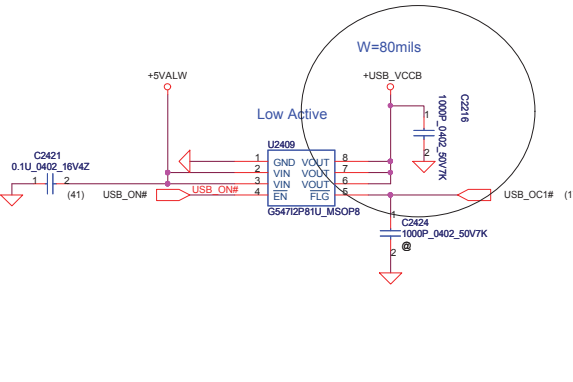 W=80mils
+5VALW
+USB_VCCB
C2216
1000P_0402_50V7K
1
2
Low Active
U2409
C2421
0.1U_0402_16V4Z
1
2
1 GND VOUT 8
2 VIN VOUT 7
3 VIN VOUT 6
4 EN FLG 5
(41) USB_ON# USB_ON#
USB_OC1# (1
G547I2P81U_MSOP8
1
C2424
1000P_0402_50V7K
@
2